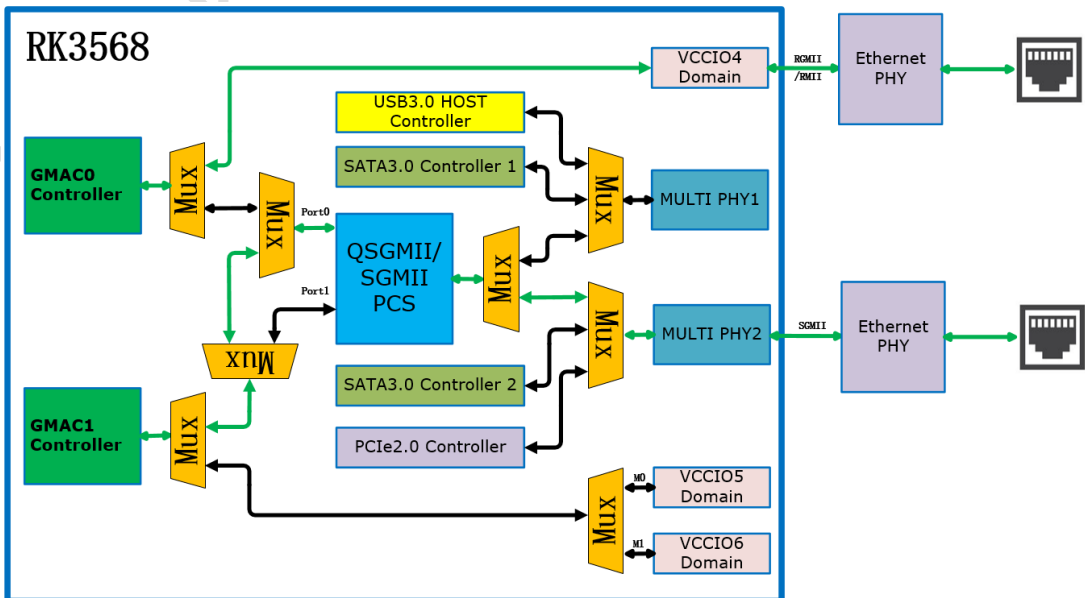 RK3568
VCCIO4
Domain
RGMII
/RMII
Ethernet
PHY
USB3.0 HOST
Controller
GMAC0
Controller
Mux
SATA3.0 Controller 1
Mux
Mux
MULTI PHY1
Port0
QSGMII/
SGMII
PCS
Mux
Port1
Mux
MULTI PHY2
SGMII
Ethernet
PHY
Mux
SATA3.0 Controller 2
GMAC1
Controller
Mux
PCIe2.0 Controller
Mux
M0
VCCIO5
Domain
M1
VCCIO6
Domain